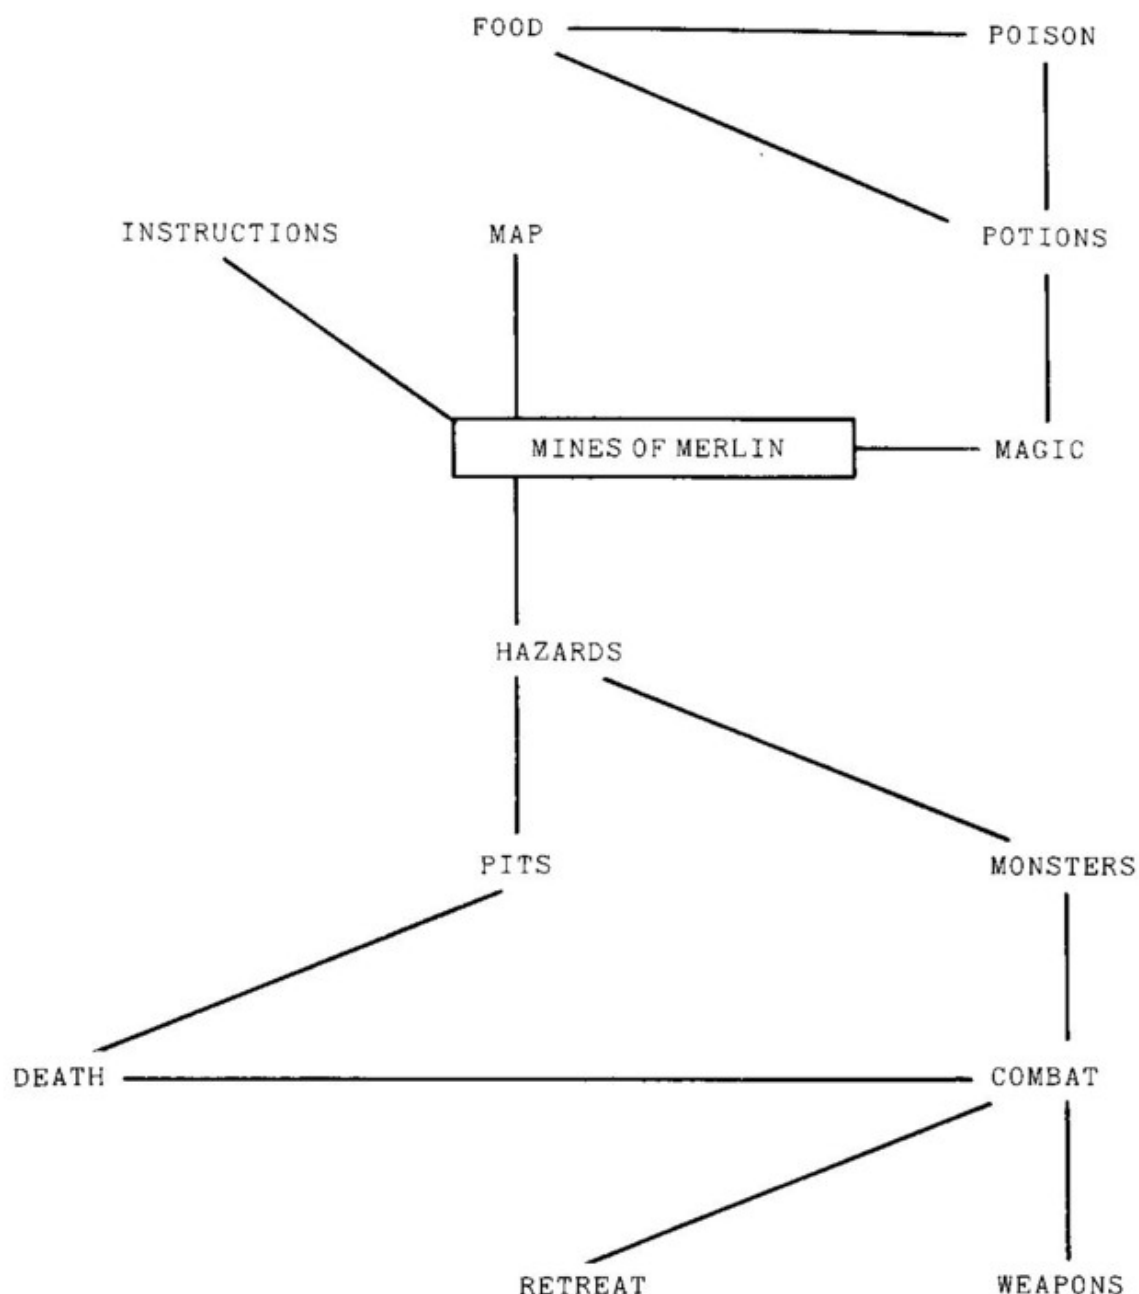 FOOD
POISON
INSTRUCTIONS
MAP
POTIONS
MINES OF MERLIN
MAGIC
HAZARDS
PITS
MONSTERS
DEATH
COMBAT
RETREAT
WEAPONS